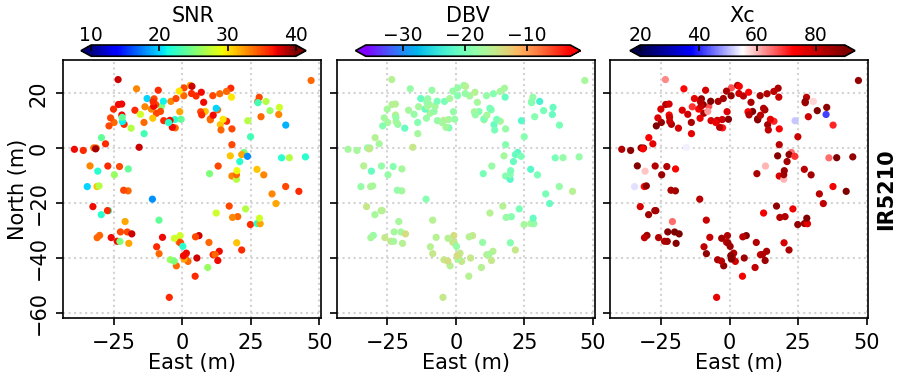 SNR DBV Xc
10 20 30 40 −30 −20 −10 20 40 60 80
20
0
−20
−40
−60
North (m)
IR5210
−25 0 25 50 −25 0 25 50 −25 0 25 50
East (m) East (m) East (m)